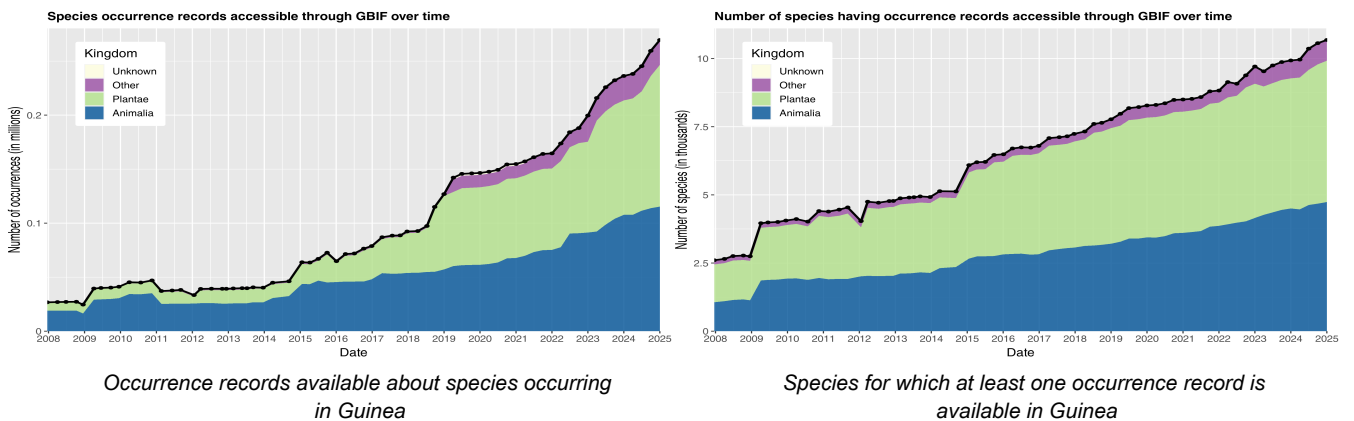 Species occurrence records accessible through GBIF over time
Number of occurrences (in millions)
Kingdom
Unknown
Other
Plantae
Animalia
0.2
0.1
0
2008 2009 2010 2011 2012 2013 2014 2015 2016 2017 2018 2019 2020 2021 2022 2023 2024 2025
Date
Occurrence records available about species occurring
in Guinea
Number of species having occurrence records accessible through GBIF over time
Number of species (in thousands)
Kingdom
Unknown
Other
Plantae
Animalia
10
7.5
5
2.5
0
2008 2009 2010 2011 2012 2013 2014 2015 2016 2017 2018 2019 2020 2021 2022 2023 2024 2025
Date
Species for which at least one occurrence record is
available in Guinea